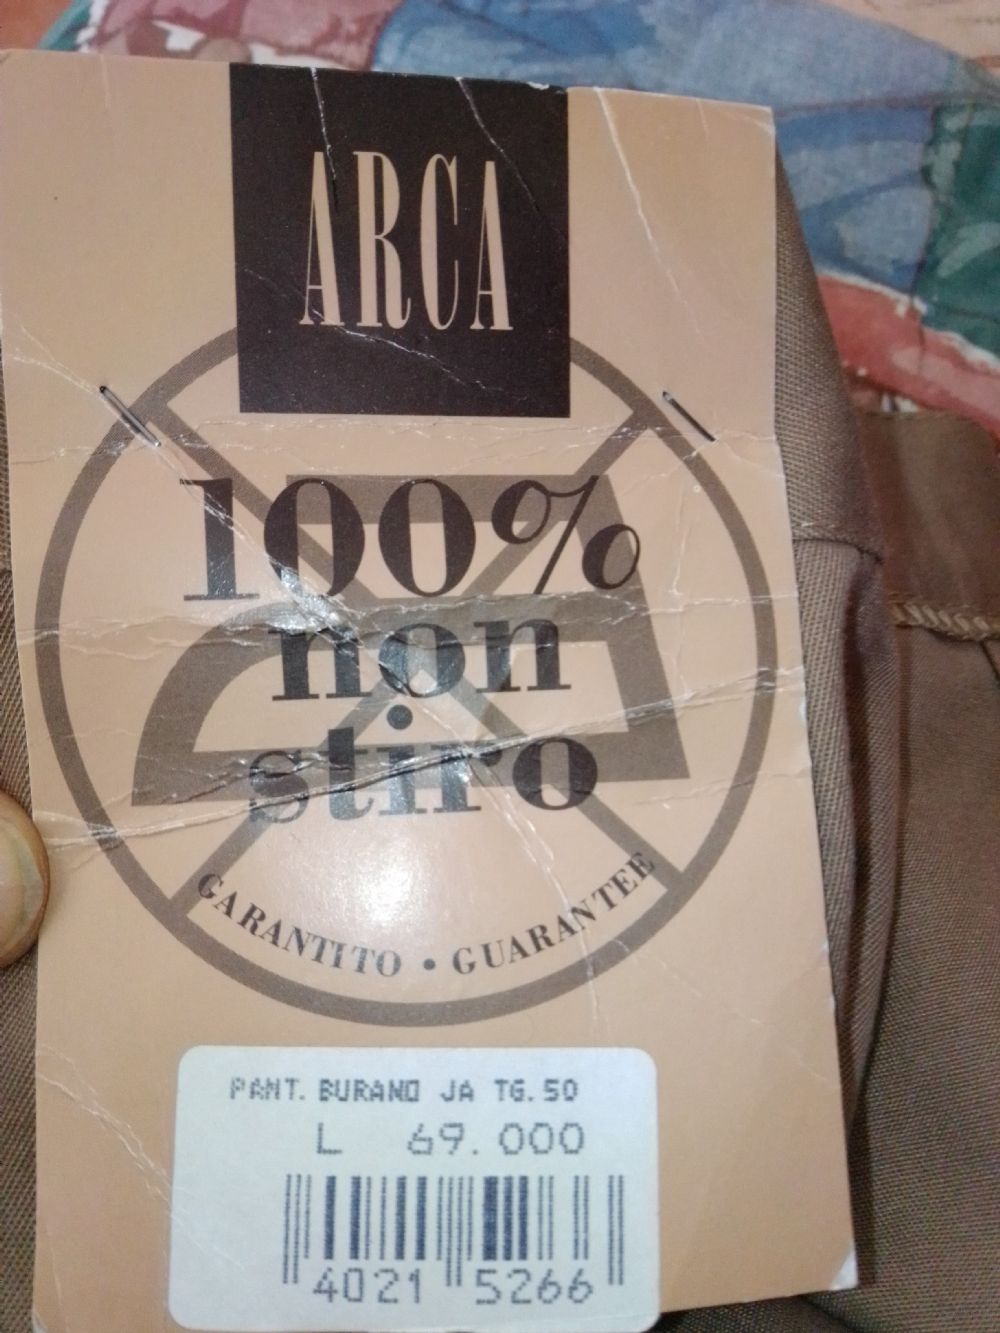 ARCA
100%
non
stiro
GARANTITO • GUARANTEE
PANT. BURANO JA TG.50
L 69.000
4021 5266